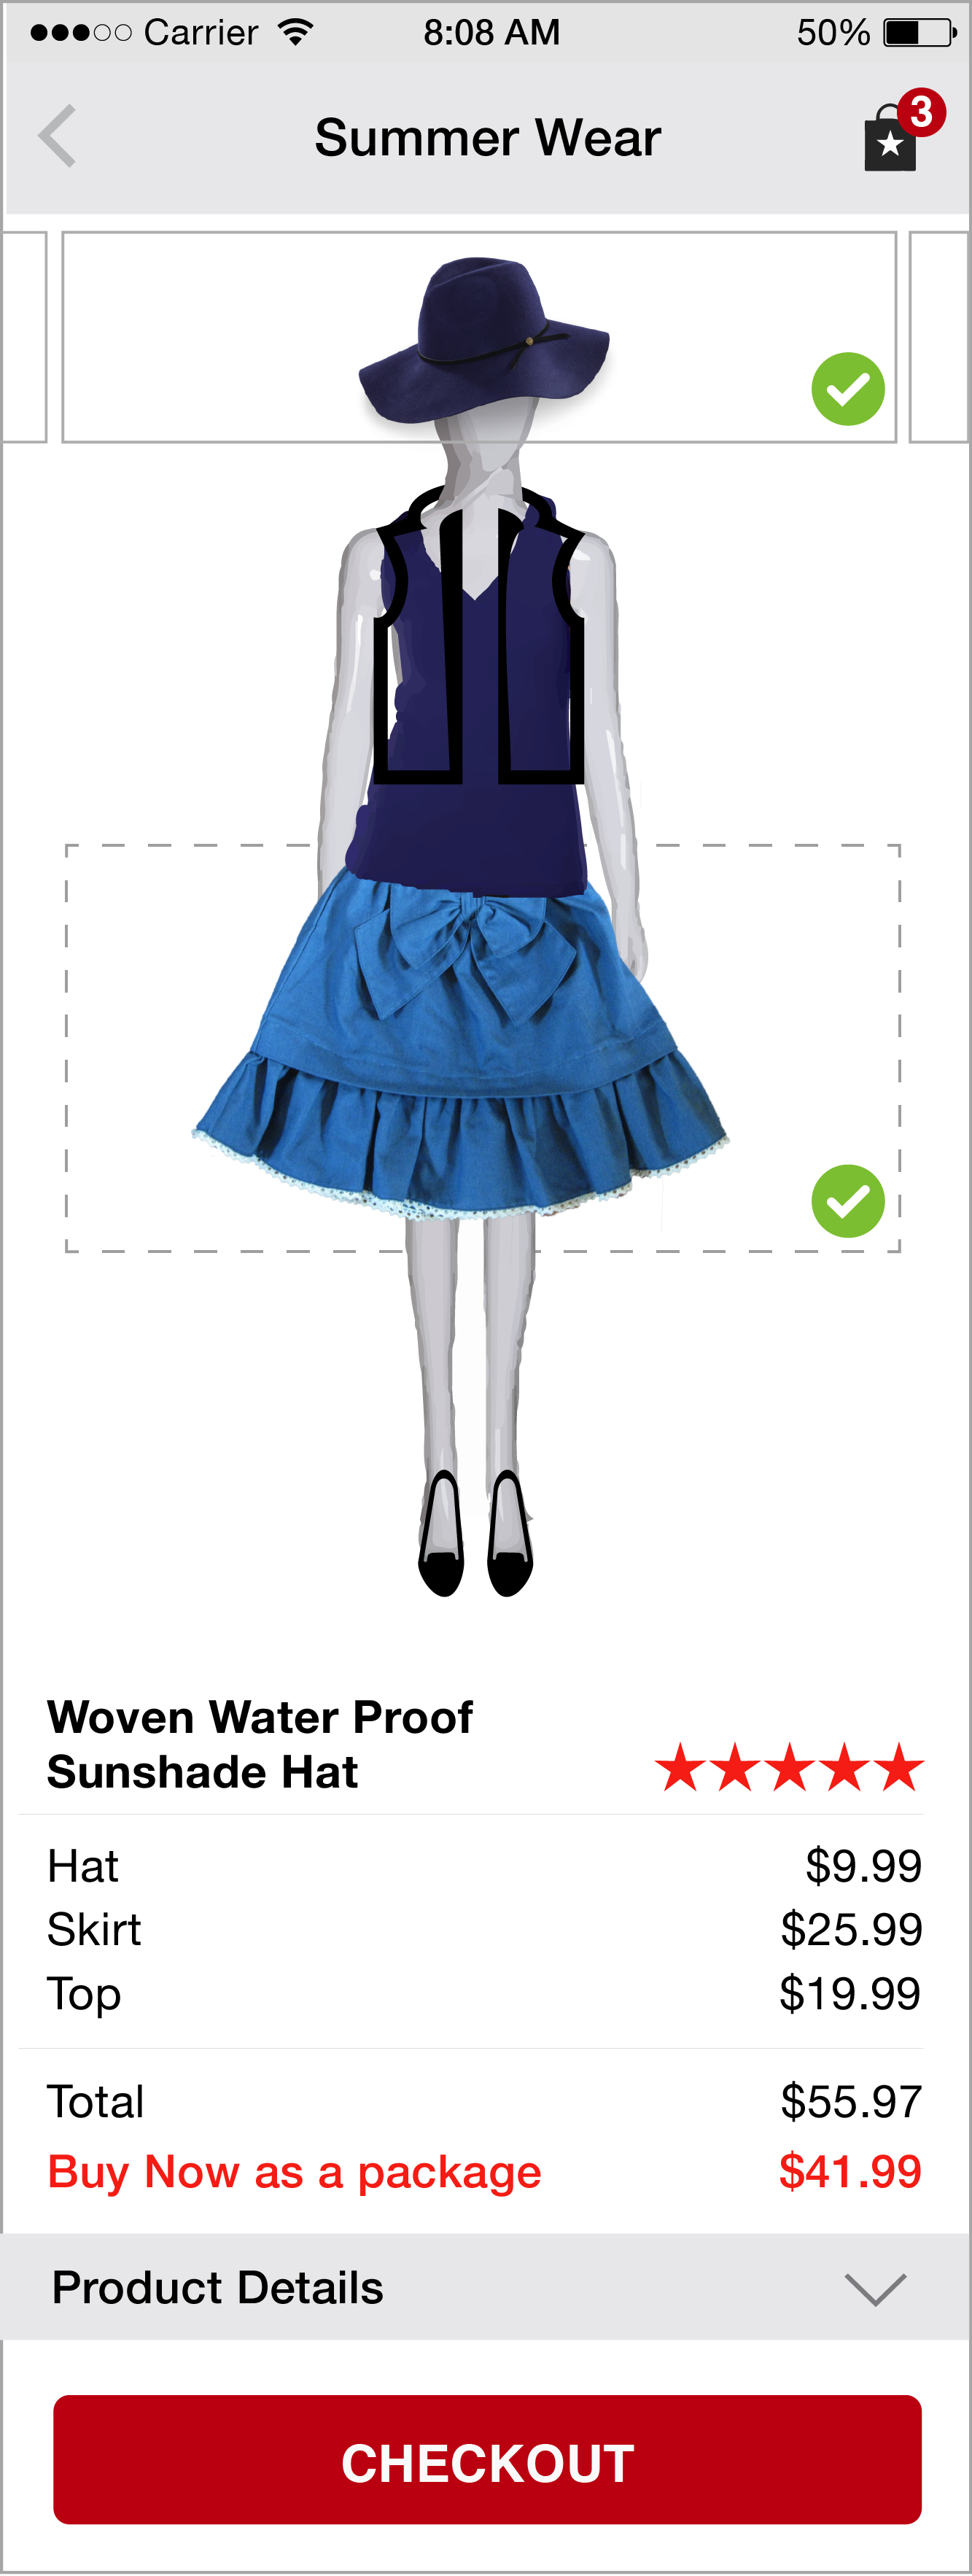 Carrier 8:08 AM 50%
Summer Wear 3
Woven Water Proof
Sunshade Hat
Hat $9.99
Skirt $25.99
Top $19.99
Total $55.97
Buy Now as a package $41.99
Product Details
CHECKOUT